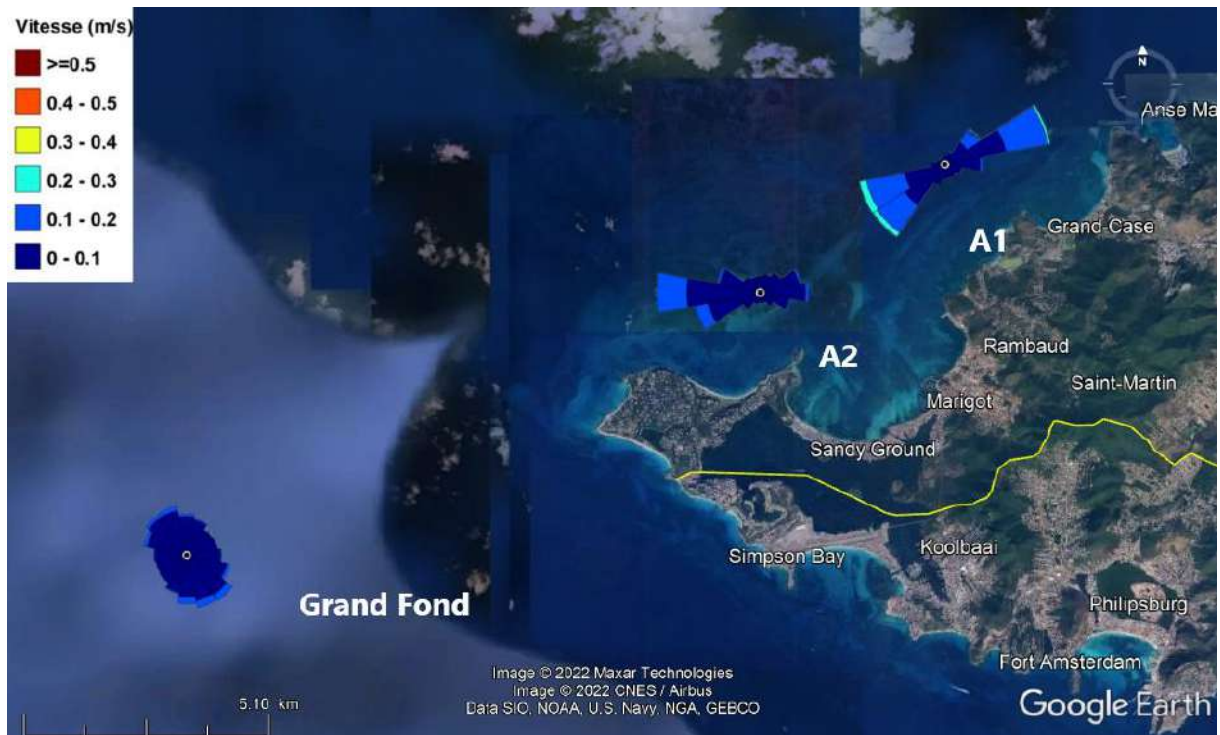 Vitesse (m/s)
>=0.5
0.4 - 0.5
0.3 - 0.4
0.2 - 0.3
0.1 - 0.2
0 - 0.1
N
Anse Ma
Grand-Case
A1
Rambaud
A2
Saint-Martin
Marigot
Sandy Ground
Simpson Bay
Koolbaai
Grand Fond
Philipsburg
Fort Amsterdam
Image © 2022 Maxar Technologies
Image © 2022 CNES / Airbus
Data SIO, NOAA, U.S. Navy, NGA, GEBCO
5.10 km
Google Earth